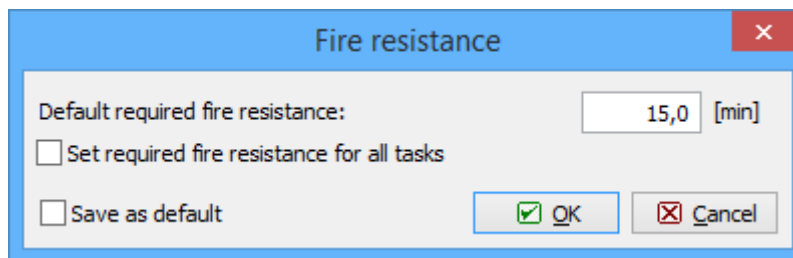 Fire resistance
Default required fire resistance: 15,0 [min]
Set required fire resistance for all tasks
Save as default OK Cancel